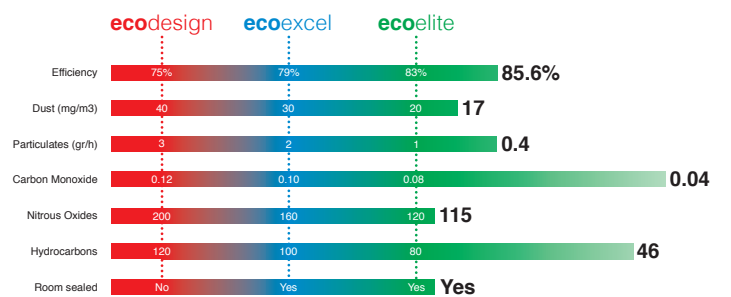 ecodesign ecoexcel ecoelite
Efficiency 75% 79% 83% 85.6%
Dust (mg/m3) 40 30 20 17
Particulates (gr/h) 3 2 1 0.4
Carbon Monoxide 0.12 0.10 0.08 0.04
Nitrous Oxides 200 160 120 115
Hydrocarbons 120 100 80 46
Room sealed No Yes Yes Yes